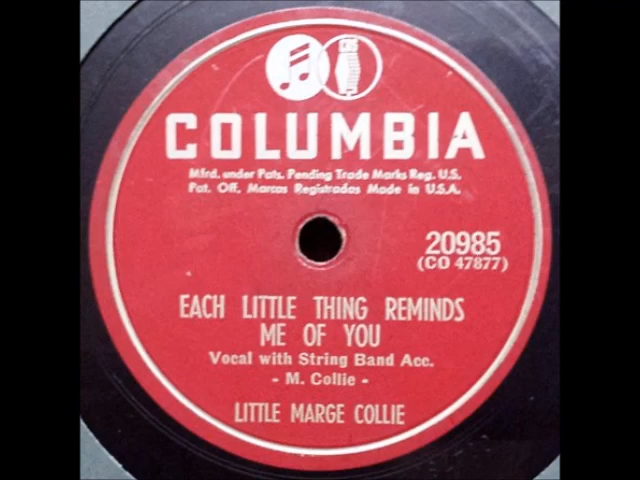 CBS
COLUMBIA
Mfrd. under Pats. Pending Trade Marks Reg. U.S.
Pat. Off. Marcas Registradas Made in U.S.A.
20985
(CO 47877)
EACH LITTLE THING REMINDS
ME OF YOU
Vocal with String Band Acc.
- M. Collie -
LITTLE MARGE COLLIE